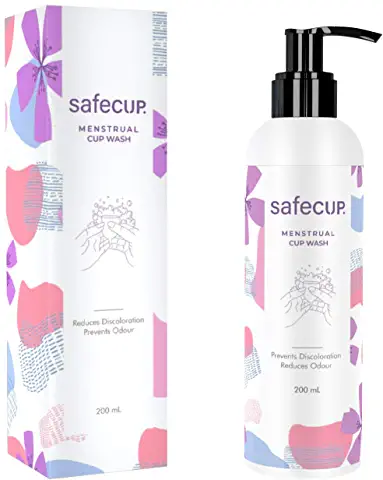 safecup.
MENSTRUAL
CUP WASH
Reduces Discoloration
Prevents Odour
200 mL
safecup.
MENSTRUAL
CUP WASH
Prevents Discoloration
Reduces Odour
200 mL